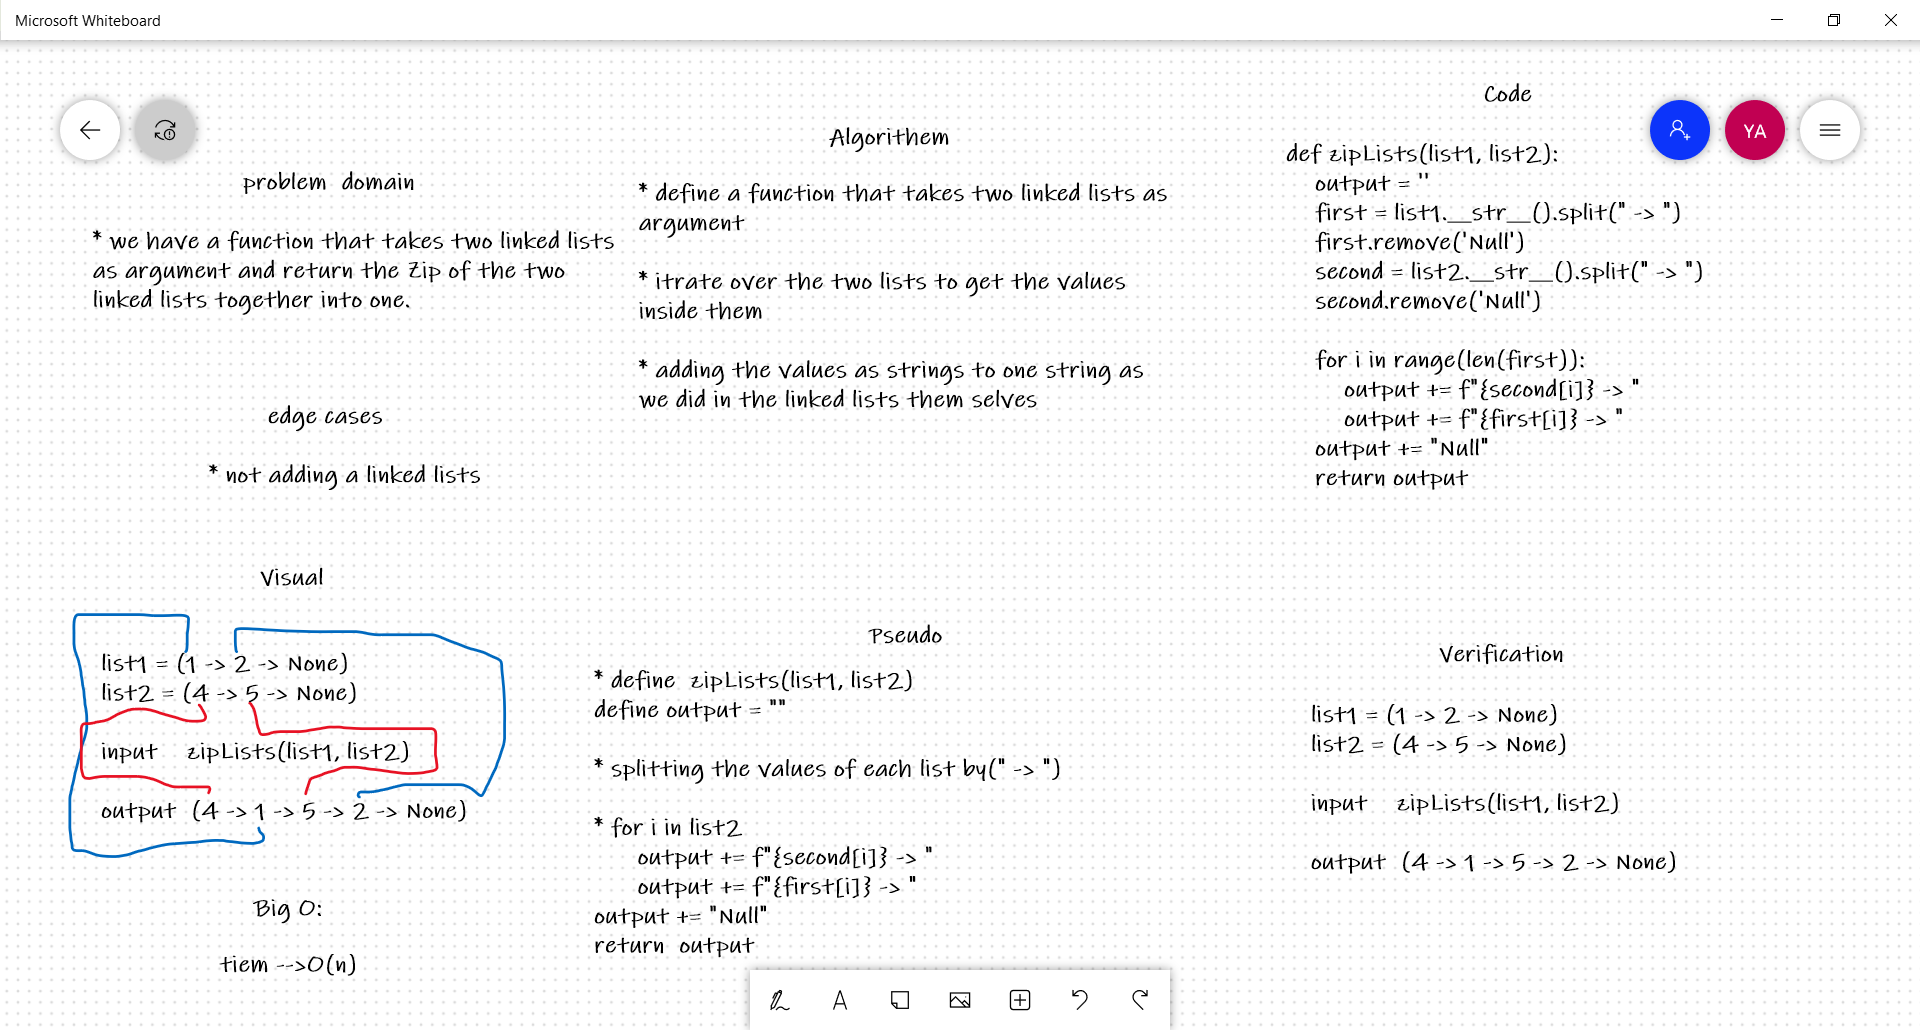 Microsoft Whiteboard
YA
problem domain
* we have a function that takes two linked lists
as argument and return the Zip of the two
linked lists together into one.
edge cases
* not adding a linked lists
Visual
list1 = (1 -> 2 -> None)
list2 = (4 -> 5 -> None)
input zipLists(list1, list2)
output (4 -> 1 -> 5 -> 2 -> None)
Big O:
tiem -->O(n)
Algorithem
* define a function that takes two linked lists as
argument
* itrate over the two lists to get the values
inside them
* adding the values as strings to one string as
we did in the linked lists them selves
Pseudo
* define zipLists(list1, list2)
define output = ""
* splitting the values of each list by(" -> ")
* for i in list2
output += f"{second[i]} -> "
output += f"{first[i]} -> "
output += "Null"
return output
Code
def zipLists(list1, list2):
output = ''
first = list1.__str__().split(" -> ")
first.remove('Null')
second = list2.__str__().split(" -> ")
second.remove('Null')
for i in range(len(first)):
output += f"{second[i]} -> "
output += f"{first[i]} -> "
output += "Null"
return output
Verification
list1 = (1 -> 2 -> None)
list2 = (4 -> 5 -> None)
input zipLists(list1, list2)
output (4 -> 1 -> 5 -> 2 -> None)